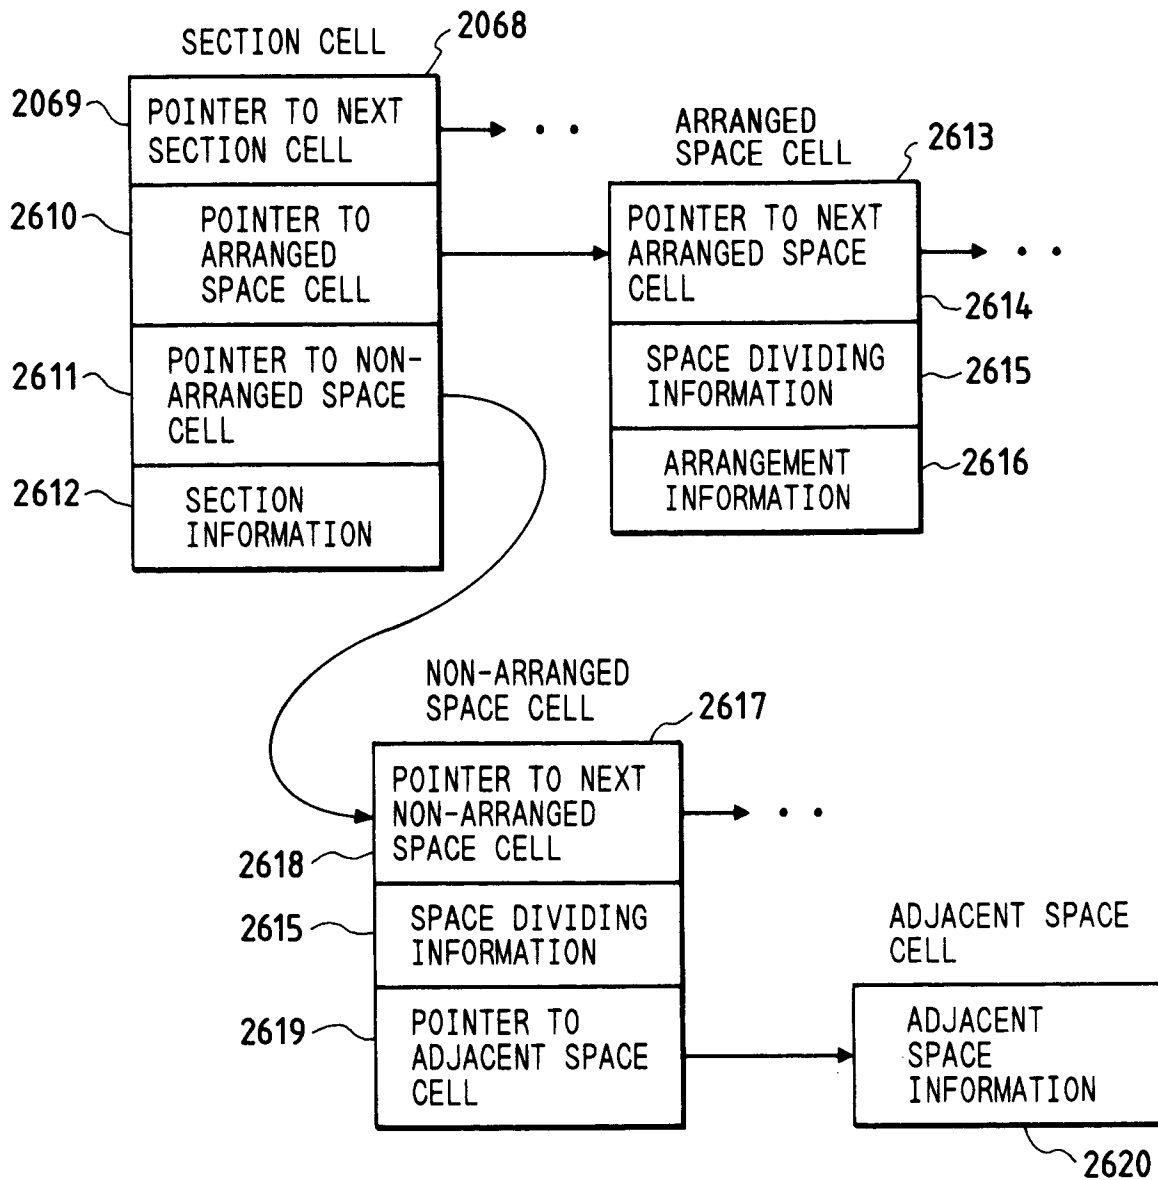 SECTION CELL
2068
2069
POINTER TO NEXT
SECTION CELL
2610
POINTER TO
ARRANGED
SPACE CELL
2611
POINTER TO NON-
ARRANGED SPACE
CELL
2612
SECTION
INFORMATION
ARRANGED
SPACE CELL
2613
POINTER TO NEXT
ARRANGED SPACE
CELL
2614
SPACE DIVIDING
INFORMATION
2615
ARRANGEMENT
INFORMATION
2616
NON-ARRANGED
SPACE CELL
2617
POINTER TO NEXT
NON-ARRANGED
SPACE CELL
2618
2615
SPACE DIVIDING
INFORMATION
2619
POINTER TO
ADJACENT SPACE
CELL
ADJACENT SPACE
CELL
ADJACENT
SPACE
INFORMATION
2620